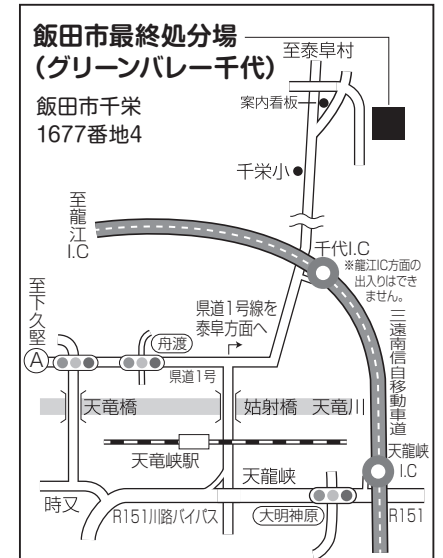 飯田市最終処分場
(グリーンバレー千代)
飯田市千栄
1677番地4
至泰阜村
案内看板
千栄小
至龍江I.C
千代I.C
※龍江IC方面の
出入りはでき
ません。
県道1号線を
泰阜方面へ
至下久堅
A
舟渡
県道1号
三遠南信自移動車道
天竜橋
姑射橋
天竜川
天竜峡駅
天龍峡
I.C
天龍峡
時又
R151川路バイパス
大明神原
R151